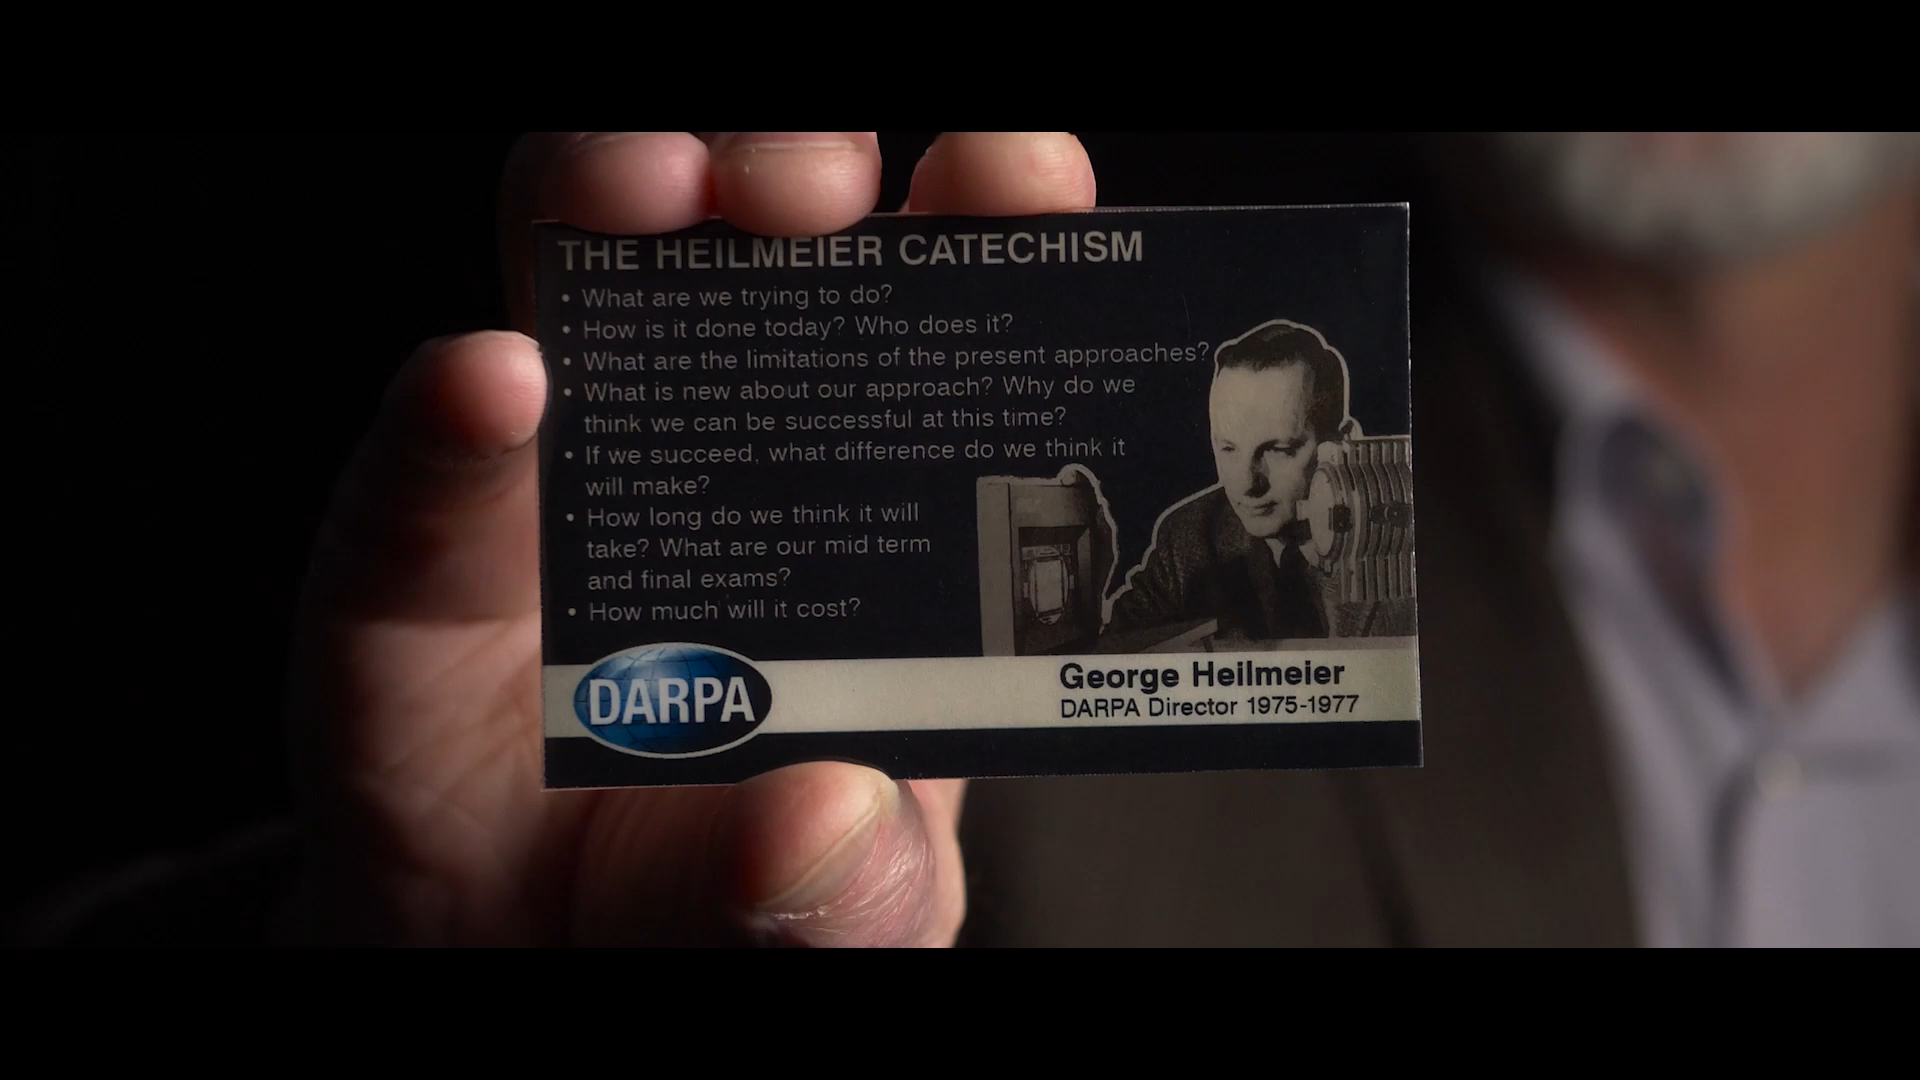 THE HEILMEIER CATECHISM
• What are we trying to do?
• How is it done today? Who does it?
• What are the limitations of the present approaches?
• What is new about our approach? Why do we
think we can be successful at this time?
• If we succeed, what difference do we think it
will make?
• How long do we think it will
take? What are our mid term
and final exams?
• How much will it cost?
DARPA
George Heilmeier
DARPA Director 1975-1977